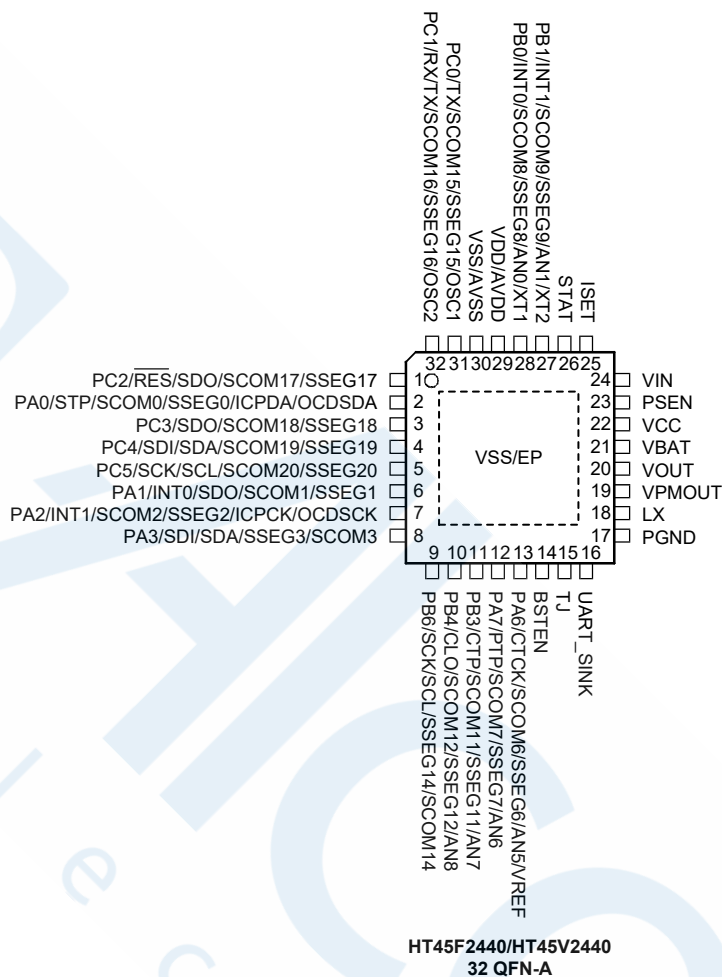 PC1/RX/TX/SCOM16/SSEG16/OSC2
PC0/TX/SCOM15/SSEG15/OSC1
VSS/AVSS
VDD/AVDD
PB0/INT0/SCOM8/SSEG8/AN0/XT1
PB1/INT1/SCOM9/SSEG9/AN1/XT2
STAT
ISET
32 31 30 29 28 27 26 25
PC2/RES/SDO/SCOM17/SSEG17 1
PA0/STP/SCOM0/SSEG0/ICPDA/OCDSDA 2
PC3/SDO/SCOM18/SSEG18 3
PC4/SDI/SDA/SCOM19/SSEG19 4
PC5/SCK/SCL/SCOM20/SSEG20 5
PA1/INT0/SDO/SCOM1/SSEG1 6
PA2/INT1/SCOM2/SSEG2/ICPCK/OCDSCK 7
PA3/SDI/SDA/SSEG3/SCOM3 8
VSS/EP
24 VIN
23 PSEN
22 VCC
21 VBAT
20 VOUT
19 VPMOUT
18 LX
17 PGND
9 10 11 12 13 14 15 16
PB6/SCK/SCL/SSEG14/SCOM14
PB4/CLO/SCOM12/SSEG12/AN8
PB3/CTP/SCOM11/SSEG11/AN7
PA7/PTP/SCOM7/SSEG7/AN6
PA6/CTCK/SCOM6/SSEG6/AN5/VREF
BSTEN
TJ
UART_SINK
HT45F2440/HT45V2440
32 QFN-A